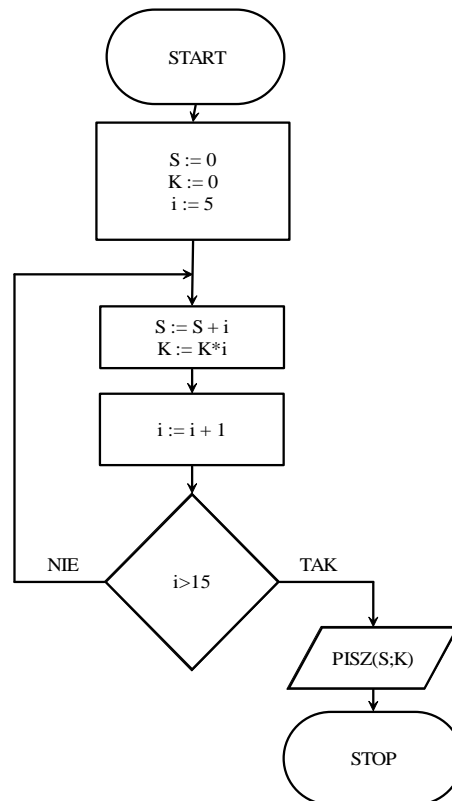 START
S := 0
K := 0
i := 5
S := S + i
K := K*i
i := i + 1
NIE
i>15
TAK
PISZ(S;K)
STOP